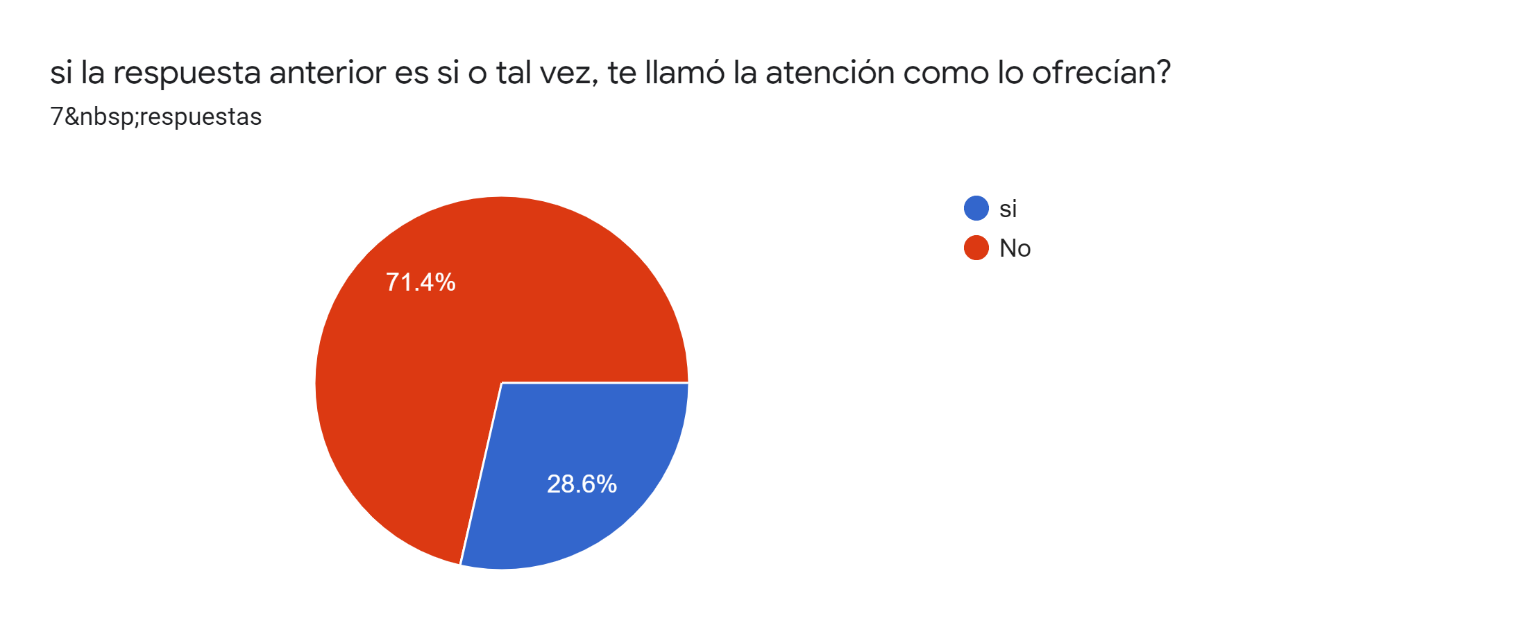 si la respuesta anterior es si o tal vez, te llamó la atención como lo ofrecían?
7&nbsp;respuestas
si
No
71.4%
28.6%